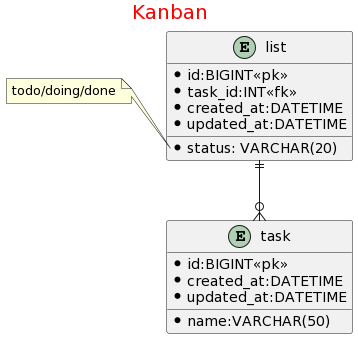 Kanban
E list
id:BIGINT«pk»
task_id:INT«fk»
created_at:DATETIME
updated_at:DATETIME
status: VARCHAR(20)
todo/doing/done
E task
id:BIGINT«pk»
created_at:DATETIME
updated_at:DATETIME
name:VARCHAR(50)